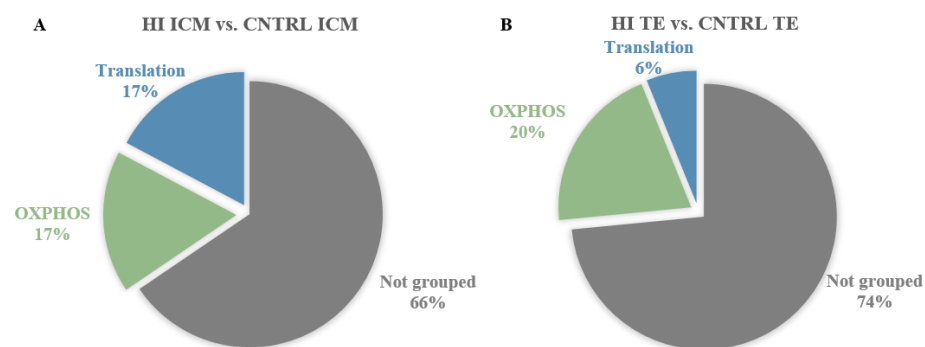 A
HI ICM vs. CNTRL ICM
Translation
17%
OXPHOS
17%
Not grouped
66%
B
HI TE vs. CNTRL TE
Translation
6%
OXPHOS
20%
Not grouped
74%